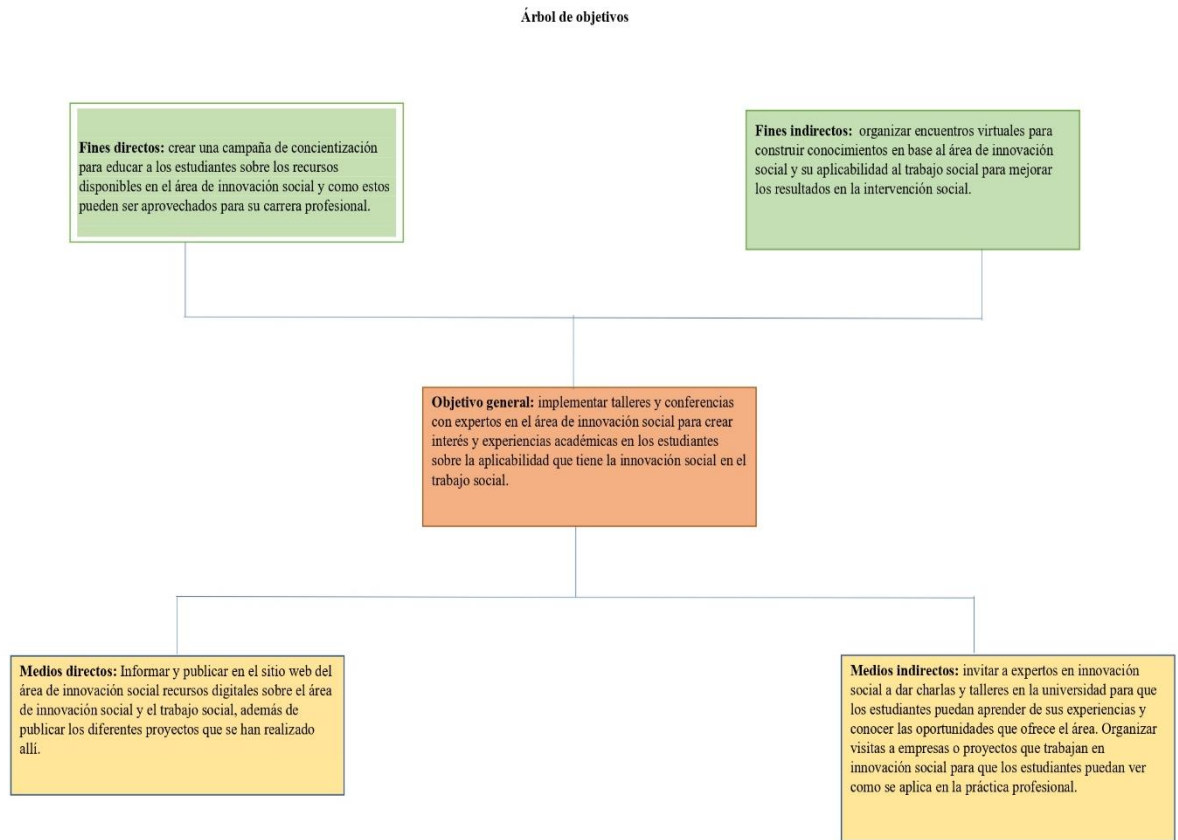 Árbol de objetivos
Fines directos: crear una campaña de concientización
para educar a los estudiantes sobre los recursos
disponibles en el área de innovación social y como estos
pueden ser aprovechados para su carrera profesional.
Fines indirectos: organizar encuentros virtuales para
construir conocimientos en base al área de innovación
social y su aplicabilidad al trabajo social para mejorar
los resultados en la intervención social.
Objetivo general: implementar talleres y conferencias
con expertos en el área de innovación social para crear
interés y experiencias académicas en los estudiantes
sobre la aplicabilidad que tiene la innovación social en el
trabajo social.
Medios directos: Informar y publicar en el sitio web del
área de innovación social recursos digitales sobre el área
de innovación social y el trabajo social, además de
publicar los diferentes proyectos que se han realizado
allí.
Medios indirectos: invitar a expertos en innovación
social a dar charlas y talleres en la universidad para que
los estudiantes puedan aprender de sus experiencias y
conocer las oportunidades que ofrece el área. Organizar
visitas a empresas o proyectos que trabajan en
innovación social para que los estudiantes puedan ver
como se aplica en la práctica profesional.